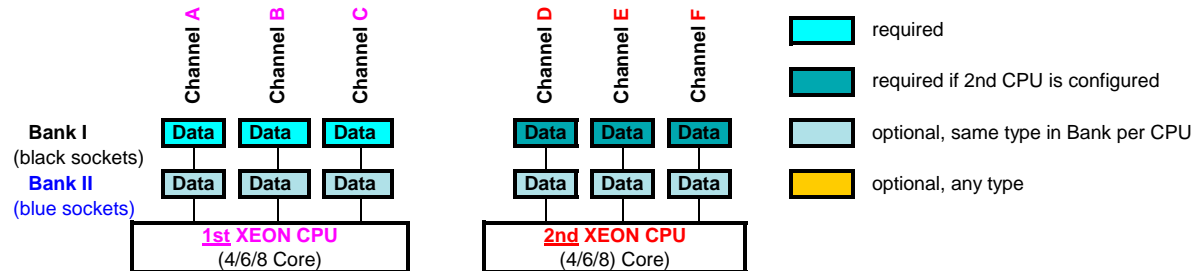 Channel A
Channel B
Channel C
Channel D
Channel E
Channel F
required
required if 2nd CPU is configured
Bank I
(black sockets)
Data Data Data Data Data Data
optional, same type in Bank per CPU
Bank II
(blue sockets)
Data Data Data Data Data Data
optional, any type
1st XEON CPU
(4/6/8 Core)
2nd XEON CPU
(4/6/8) Core)